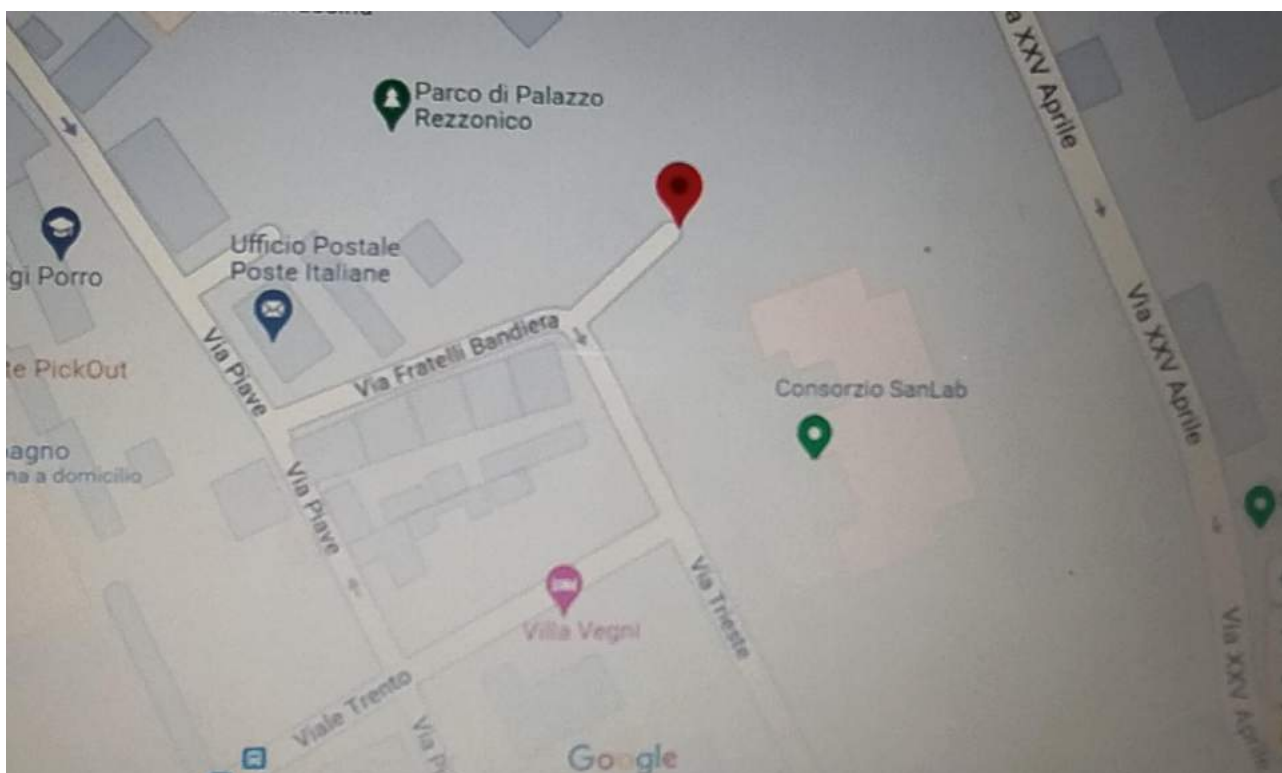 Via XXV Aprile
Parco di Palazzo
Rezzonico
Ufficio Postale
Poste Italiane
gi Porro
Via XXV Aprile
Via Piave
Via Fratelli Bandiera
te PickOut
Consorzio SanLab
agno
na a domicilio
Via Piave
Villa Vegni
Via Trieste
Via XXV Aprile
Viale Trento
Google